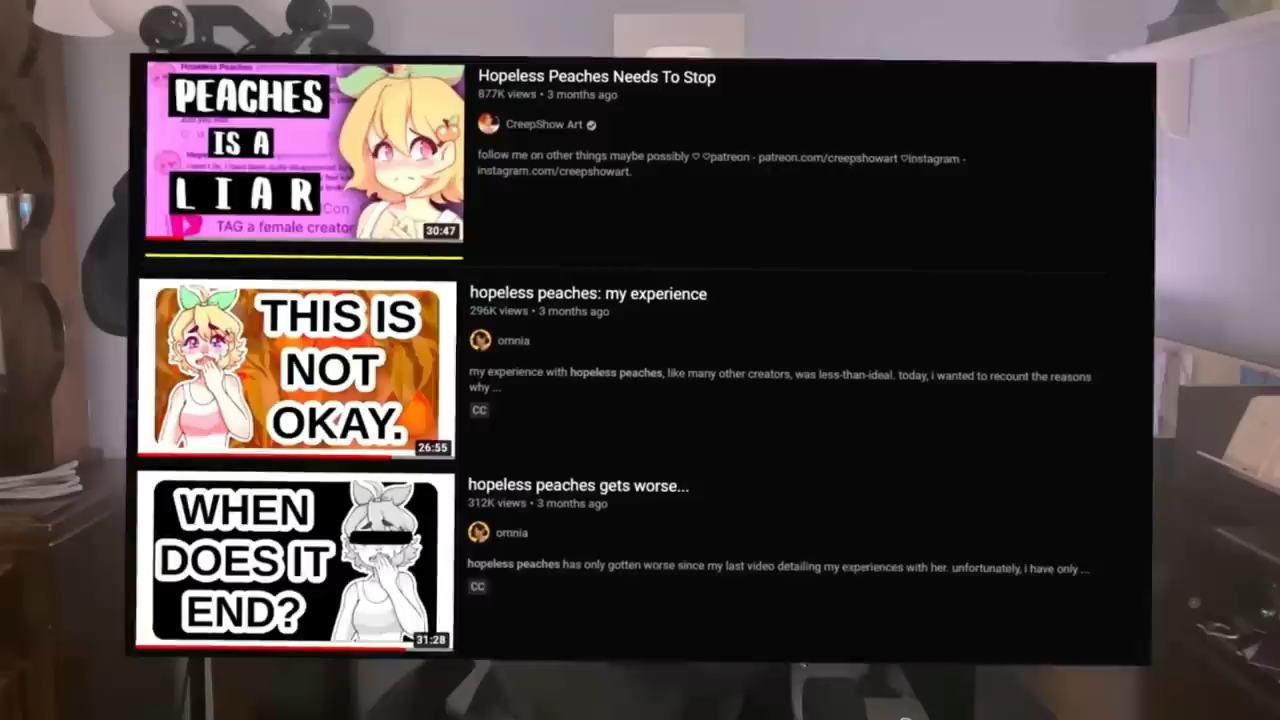 Hopeless Peaches
PEACHES
IS A
LIAR
Con
TAG a female creator
30:47
Hopeless Peaches Needs To Stop
877K views • 3 months ago
CreepShow Art
follow me on other things maybe possibly ♡ ♡patreon - patreon.com/creepshowart ♡instagram -
instagram.com/creepshowart.
THIS IS
NOT
OKAY.
26:55
hopeless peaches: my experience
296K views • 3 months ago
omnia
my experience with hopeless peaches, like many other creators, was less-than-ideal. today, i wanted to recount the reasons
why ...
CC
WHEN
DOES IT
END?
31:28
hopeless peaches gets worse...
312K views • 3 months ago
omnia
hopeless peaches has only gotten worse since my last video detailing my experiences with her. unfortunately, i have only ...
CC